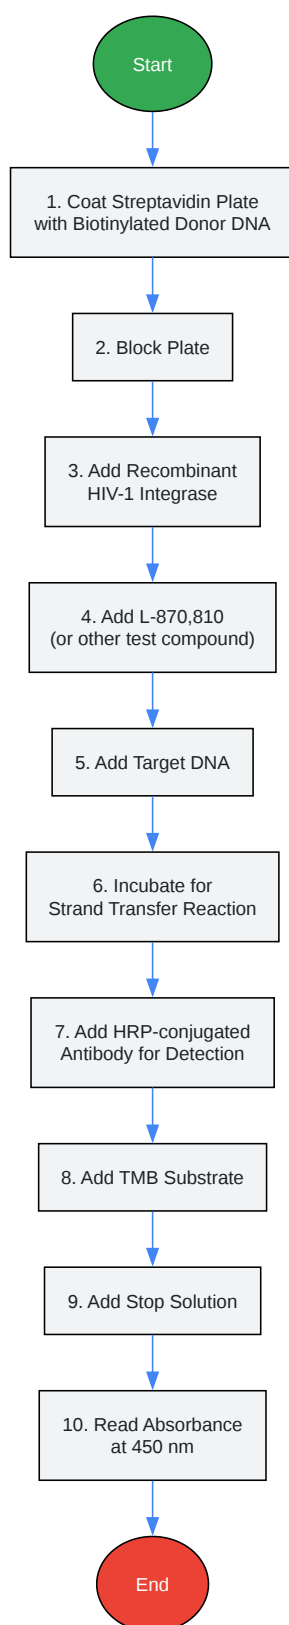 Start
1. Coat Streptavidin Plate
with Biotinylated Donor DNA
2. Block Plate
3. Add Recombinant
HIV-1 Integrase
4. Add L-870,810
(or other test compound)
5. Add Target DNA
6. Incubate for
Strand Transfer Reaction
7. Add HRP-conjugated
Antibody for Detection
8. Add TMB Substrate
9. Add Stop Solution
10. Read Absorbance
at 450 nm
End